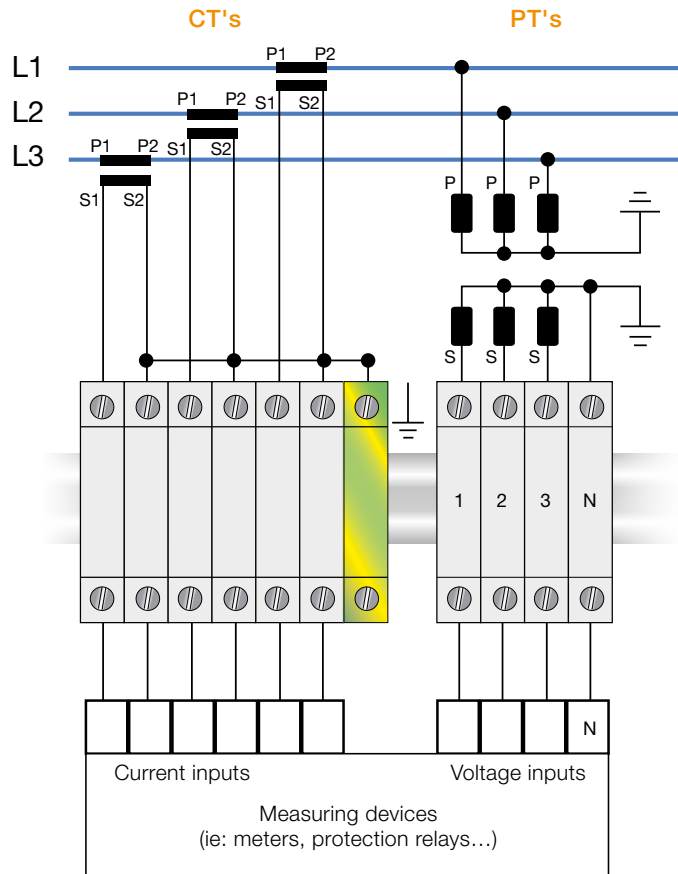 CT's PT's
P1 P2
L1
S1 S2
P1 P2
L2
S1 S2
P1 P2
L3
S1 S2
P P P
S S S
1 2 3 N
N
Current inputs Voltage inputs
Measuring devices
(ie: meters, protection relays...)